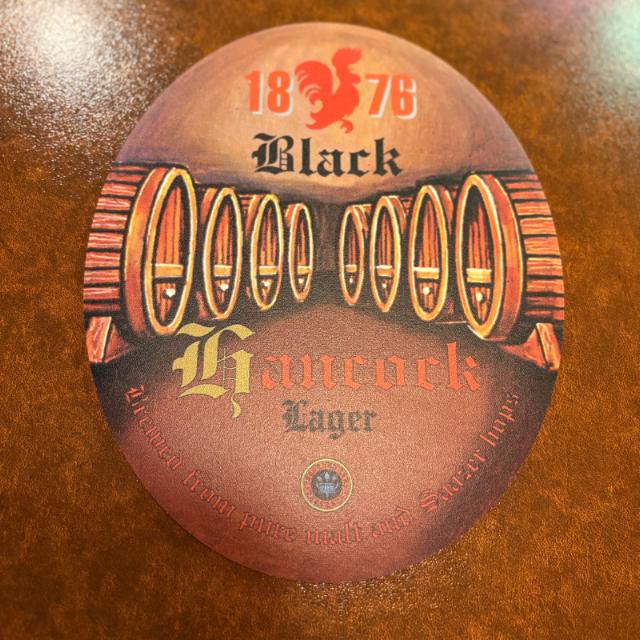 1876
Black
Hancock
Lager
Brewed from pure malt and Saazer hops